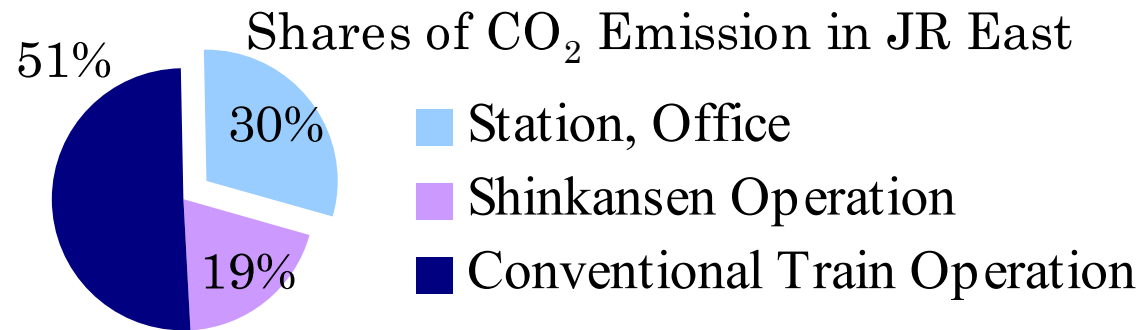 Shares of CO₂ Emission in JR East
51%
30%
19%
Station, Office
Shinkansen Operation
Conventional Train Operation